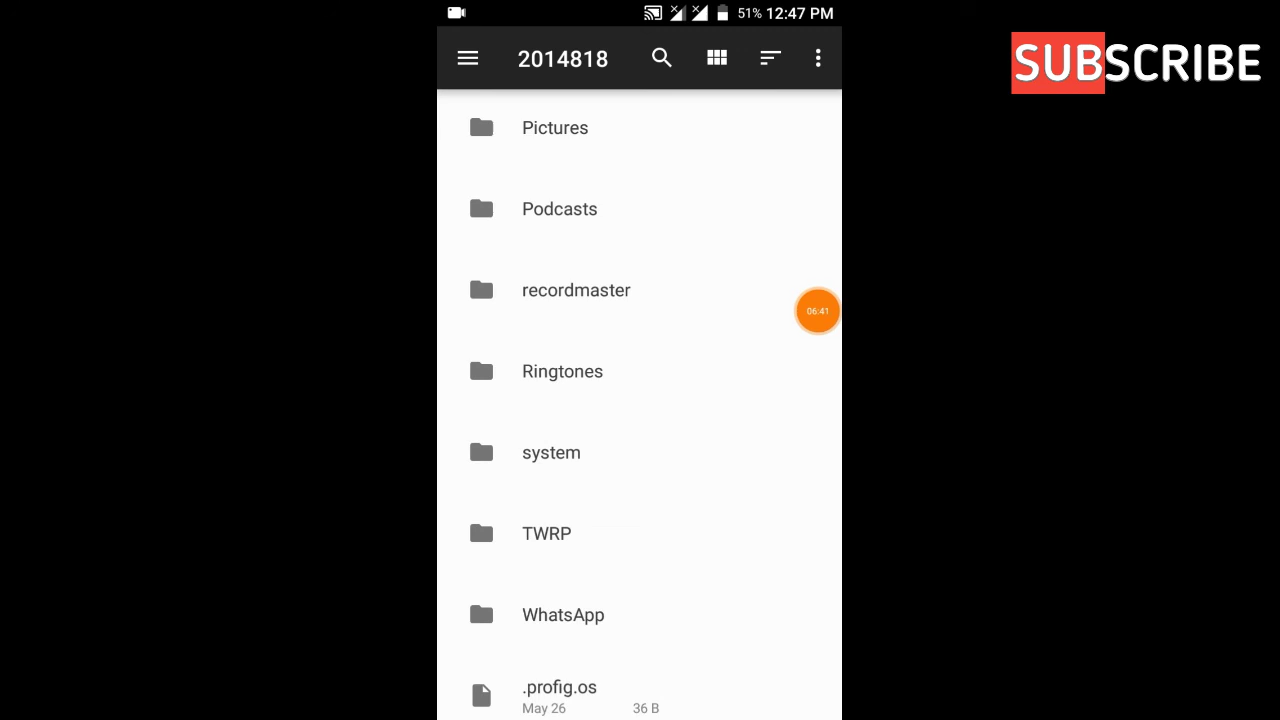 51% 12:47 PM
SUBSCRIBE
2014818
Pictures
Podcasts
recordmaster
06:41
Ringtones
system
TWRP
WhatsApp
.profig.os
May 26 36 B